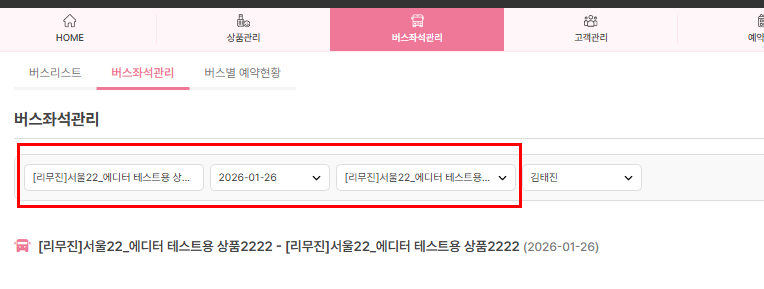 HOME 상품관리 버스좌석관리 고객관리
버스리스트 버스좌석관리 버스별 예약현황
버스좌석관리
[리무진]서울22_에디터 테스트용 상... 2026-01-26 [리무진]서울22_에디터 테스트용... 김태진
[리무진]서울22_에디터 테스트용 상품2222 - [리무진]서울22_에디터 테스트용 상품2222 (2026-01-26)